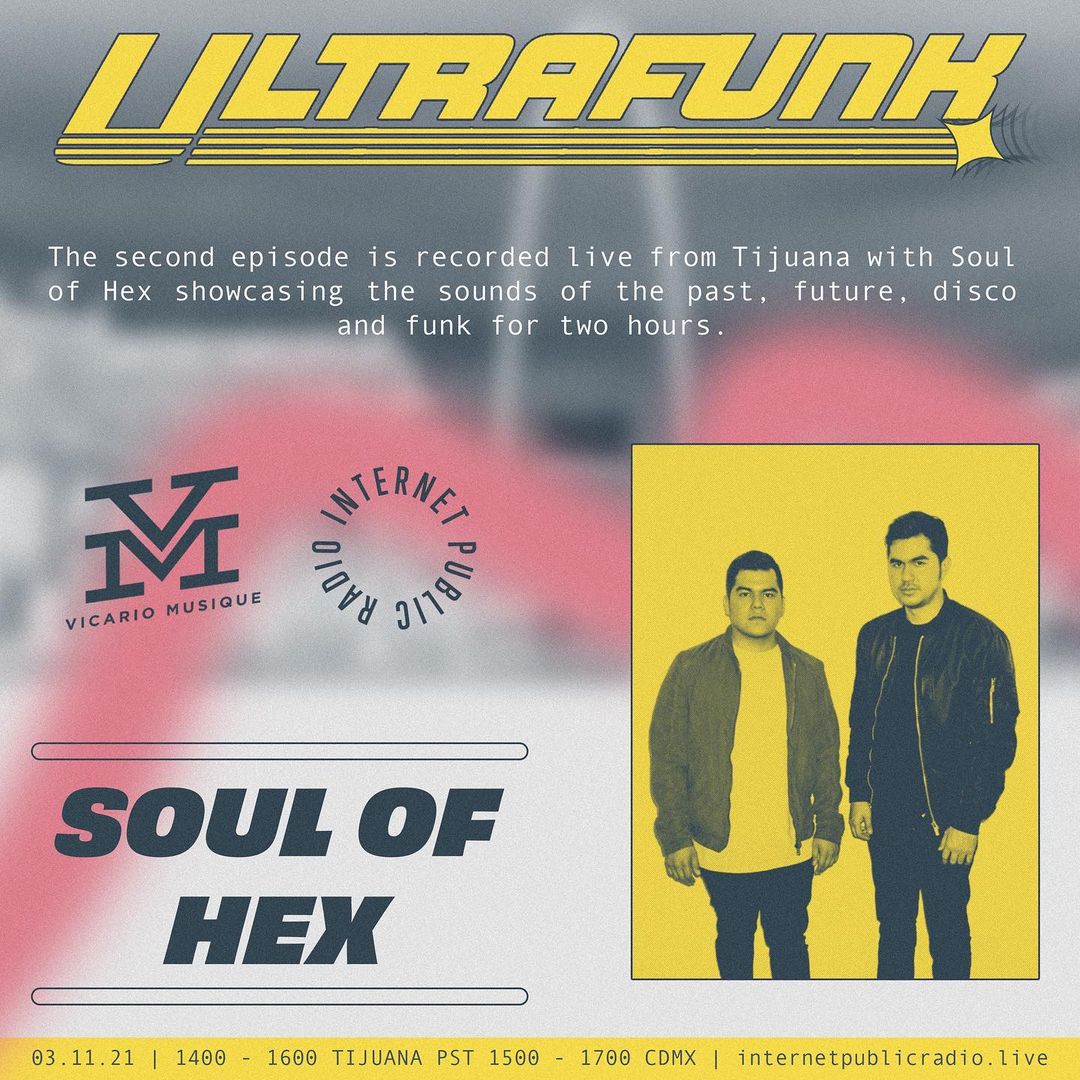 ULTRAFUNK
The second episode is recorded live from Tijuana with Soul
of Hex showcasing the sounds of the past, future, disco
and funk for two hours.
VM
VICARIO MUSIQUE
INTERNET PUBLIC RADIO
SOUL OF
HEX
03.11.21 | 1400 - 1600 TIJUANA PST 1500 - 1700 CDMX | internetpublicradio.live